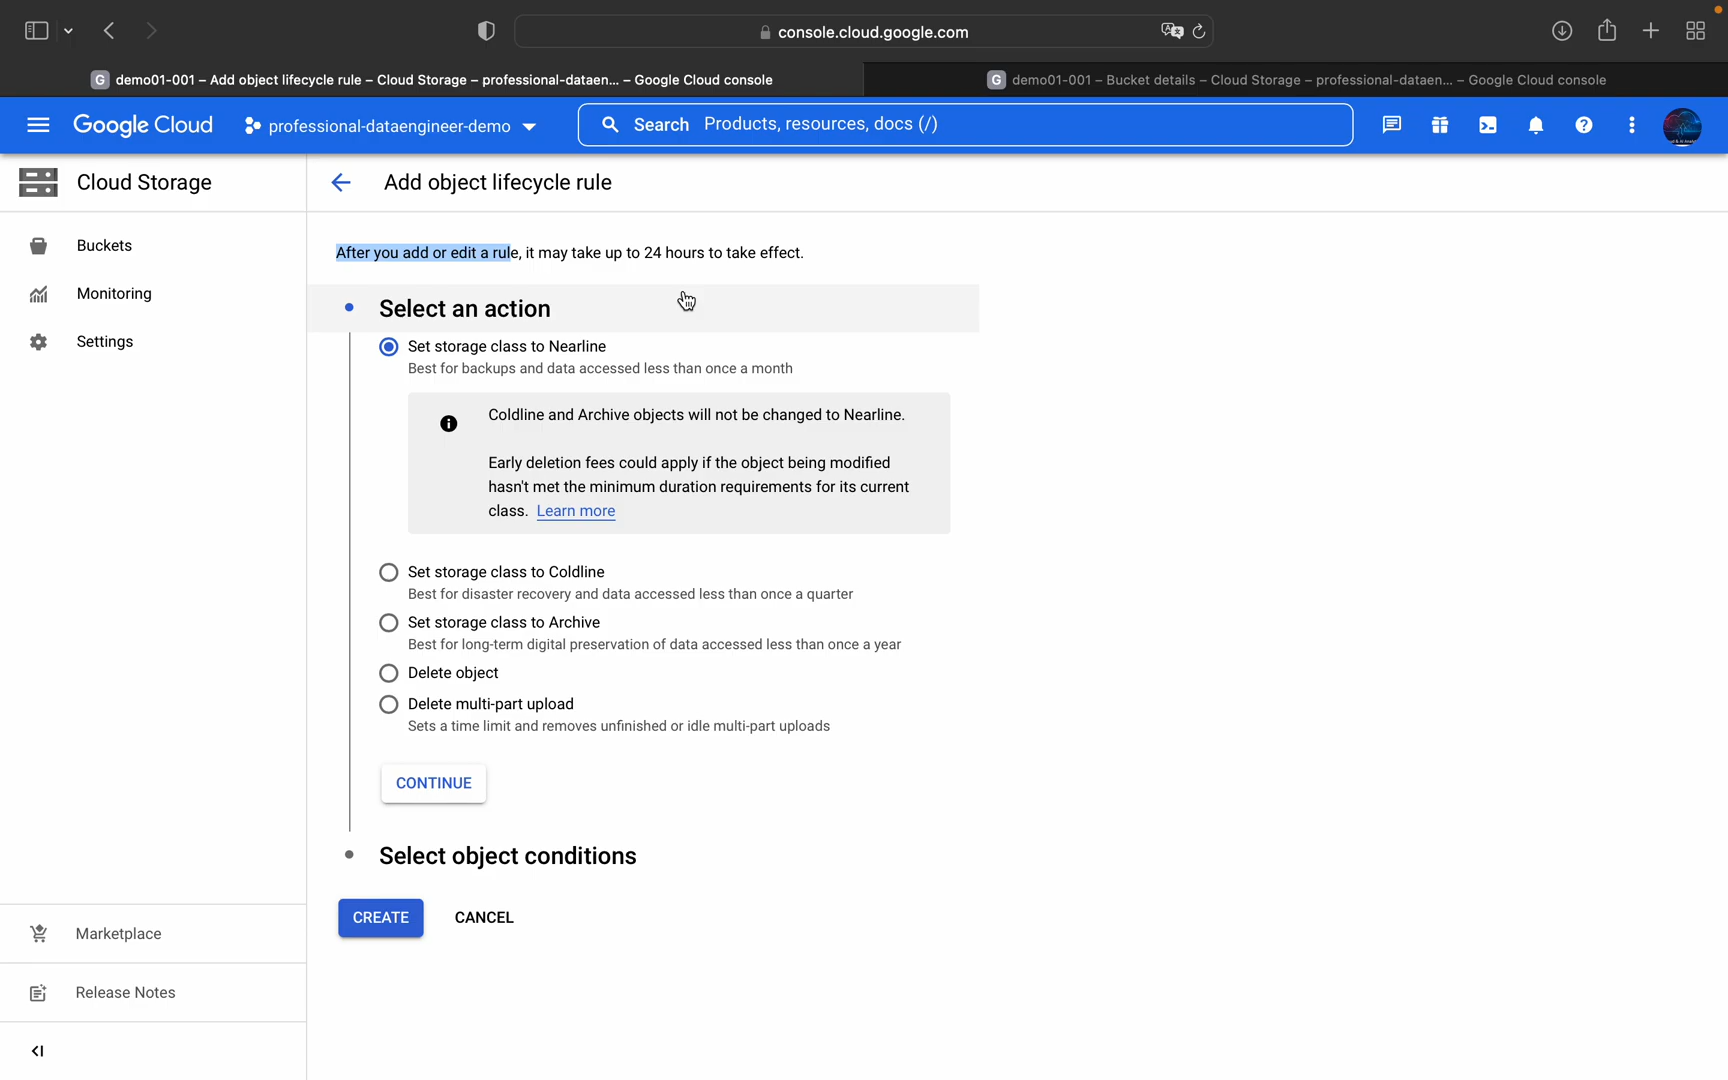 console.cloud.google.com
demo01-001 – Add object lifecycle rule – Cloud Storage – professional-dataen... – Google Cloud console
demo01-001 – Bucket details – Cloud Storage – professional-dataen... – Google Cloud console
Google Cloud
professional-dataengineer-demo
Search Products, resources, docs (/)
Cloud Storage
Add object lifecycle rule
Buckets
Monitoring
Settings
After you add or edit a rule, it may take up to 24 hours to take effect.
Select an action
Set storage class to Nearline
Best for backups and data accessed less than once a month
Coldline and Archive objects will not be changed to Nearline.
Early deletion fees could apply if the object being modified
hasn't met the minimum duration requirements for its current
class. Learn more
Set storage class to Coldline
Best for disaster recovery and data accessed less than once a quarter
Set storage class to Archive
Best for long-term digital preservation of data accessed less than once a year
Delete object
Delete multi-part upload
Sets a time limit and removes unfinished or idle multi-part uploads
CONTINUE
Select object conditions
CREATE
CANCEL
Marketplace
Release Notes